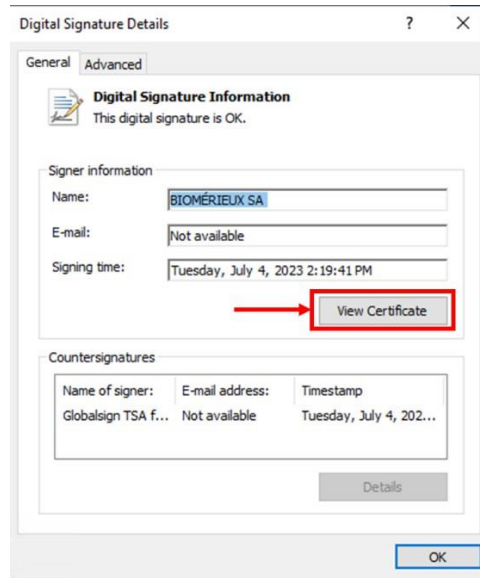 Digital Signature Details ?
General Advanced
Digital Signature Information
This digital signature is OK.
Signer information
Name: BIOMÉRIEUX SA
E-mail: Not available
Signing time: Tuesday, July 4, 2023 2:19:41 PM
View Certificate
Countersignatures
Name of signer: E-mail address: Timestamp
Globalsign TSA f... Not available Tuesday, July 4, 202...
Details
OK